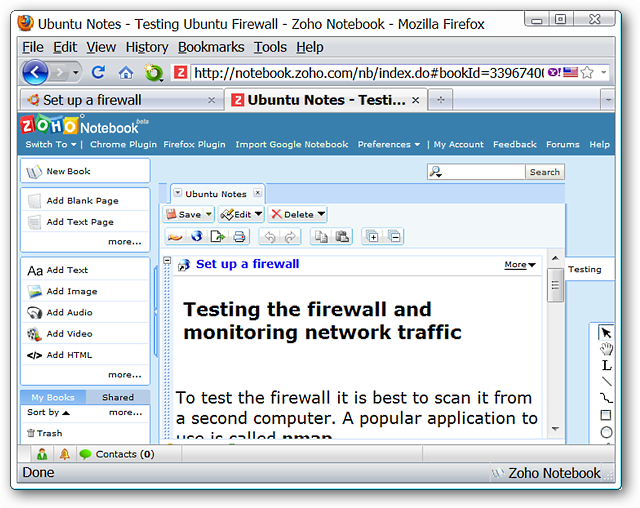 Ubuntu Notes - Testing Ubuntu Firewall - Zoho Notebook - Mozilla Firefox
File Edit View History Bookmarks Tools Help
Z http://notebook.zoho.com/nb/index.do#bookId=33967400
Set up a firewall
Ubuntu Notes - Testi...
ZOHO Notebook beta
Switch To | Chrome Plugin Firefox Plugin Import Google Notebook Preferences | My Account Feedback Forums Help
New Book
Search
Add Blank Page
Add Text Page
more...
Aa Add Text
Add Image
Add Audio
Add Video
</> Add HTML
more...
My Books Shared
Sort by more...
Trash
Ubuntu Notes
Save Edit Delete
Set up a firewall More
Testing
Testing the firewall and
monitoring network traffic
To test the firewall it is best to scan it from
a second computer. A popular application to
use is called nmap
L
Contacts (0)
Done Zoho Notebook